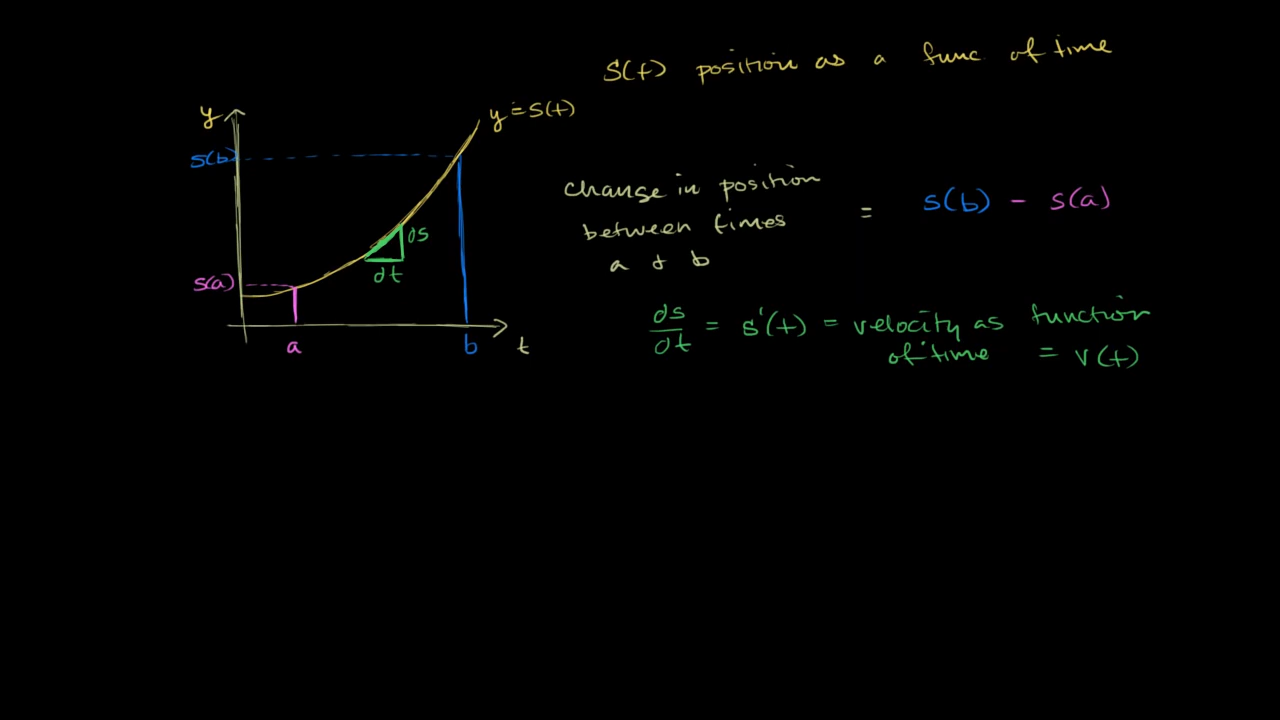 S(t) position as a func. of time
y
y = S(t)
S(b)
change in position
between times
a & b
= s(b) - s(a)
ds
dt
S(a)
a
b
t
ds/dt = s'(t) = velocity as function
of time = v(t)